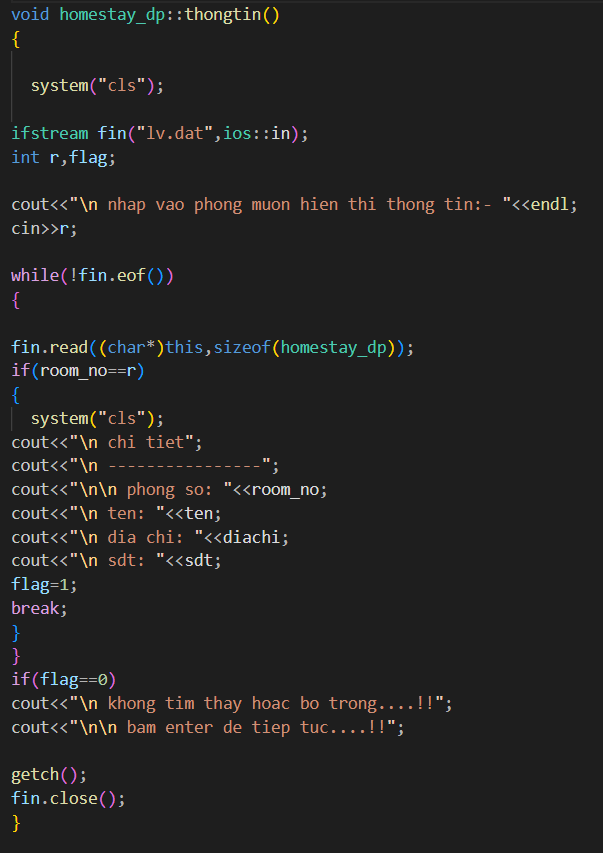 void homestay_dp::thongtin()
{
system("cls");
ifstream fin("lv.dat",ios::in);
int r,flag;
cout<<"\n nhap vao phong muon hien thi thong tin:- "<<endl;
cin>>r;
while(!fin.eof())
{
fin.read((char*)this,sizeof(homestay_dp));
if(room_no==r)
{
system("cls");
cout<<"\n chi tiet";
cout<<"\n ----------------";
cout<<"\n\n phong so: "<<room_no;
cout<<"\n ten: "<<ten;
cout<<"\n dia chi: "<<diachi;
cout<<"\n sdt: "<<sdt;
flag=1;
break;
}
}
if(flag==0)
cout<<"\n khong tim thay hoac bo trong....!!";
cout<<"\n\n bam enter de tiep tuc....!!";
getch();
fin.close();
}